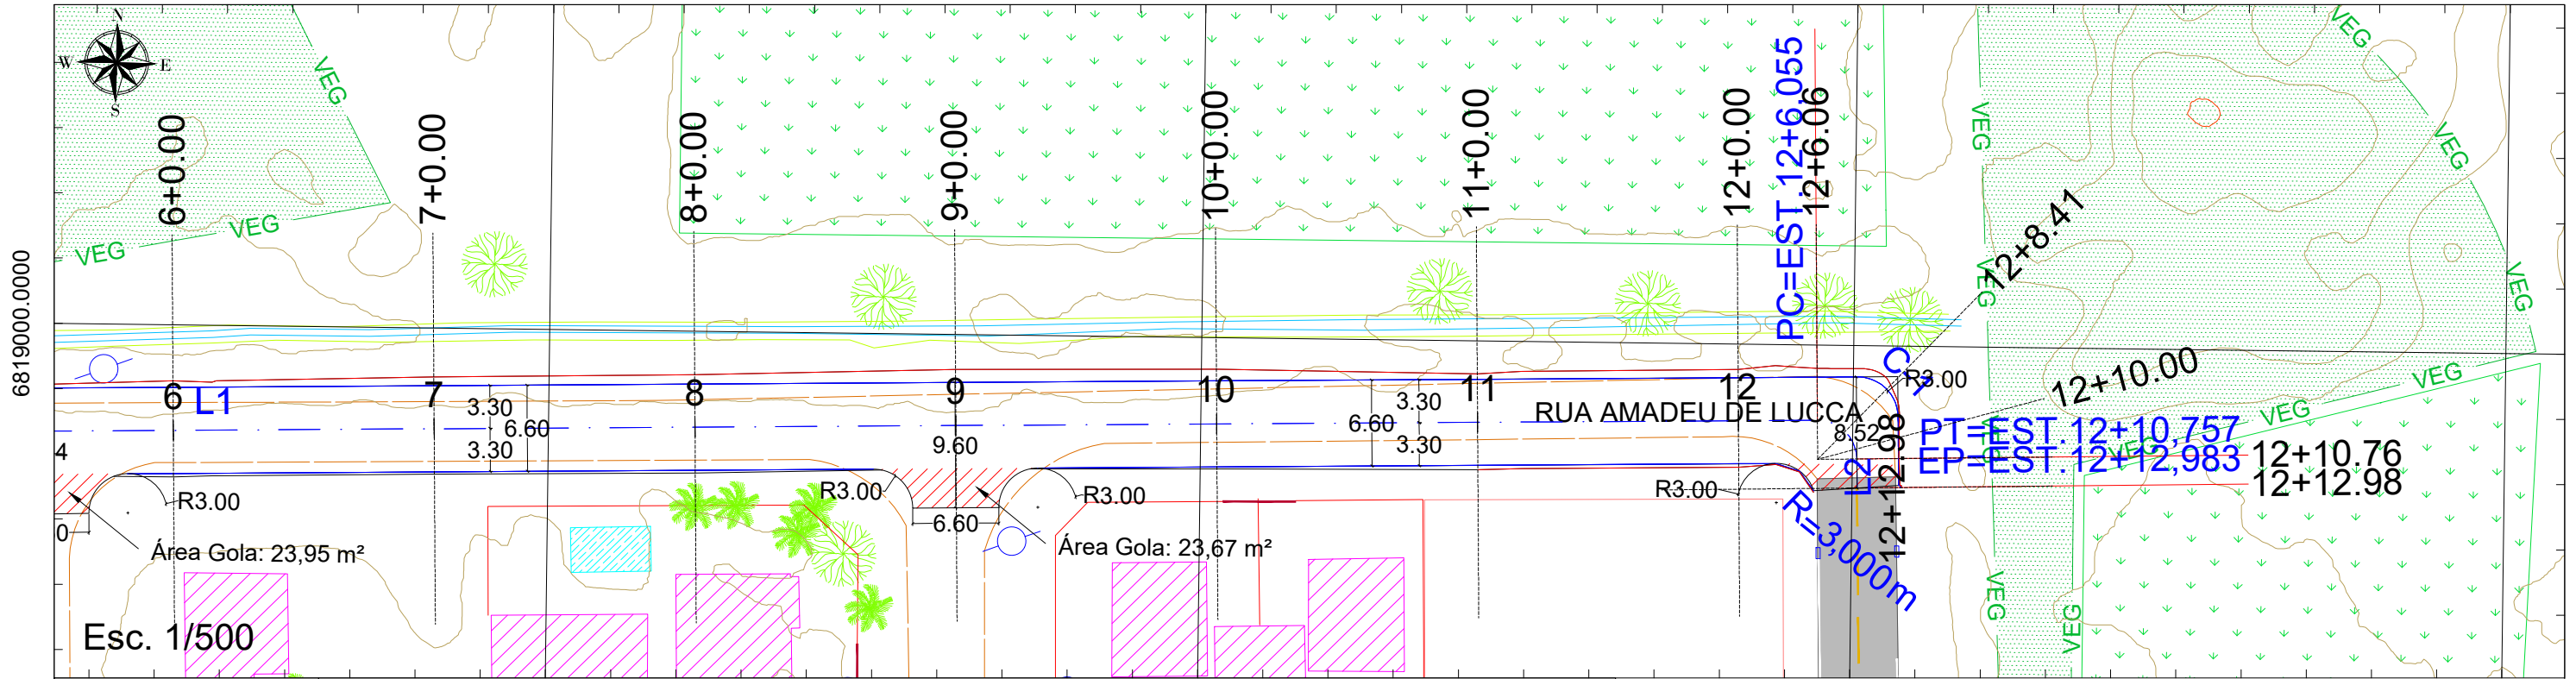 N
W
E
S
6819000.0000
VEG
VEG
VEG
6+0.00
7+0.00
8+0.00
9+0.00
10+0.00
11+0.00
12+0.00
PC=EST.12+6,055
12+6.06
12+8.41
12+10.00
VEG
VEG
VEG
VEG
VEG
VEG
VEG
VEG
VEG
VEG
VEG
6
L1
7
8
9
10
11
12
3.30
6.60
3.30
9.60
3.30
6.60
3.30
RUA AMADEU DE LUCCA
C-1
R3.00
8.52
PT=EST.12+10,757
EP=EST.12+12,983
12+10.76
12+12.98
12+12.98
L2
4
0
R3.00
R3.00
R3.00
R3.00
6.60
R=3,000m
Área Gola: 23,95 m²
Área Gola: 23,67 m²
Esc. 1/500